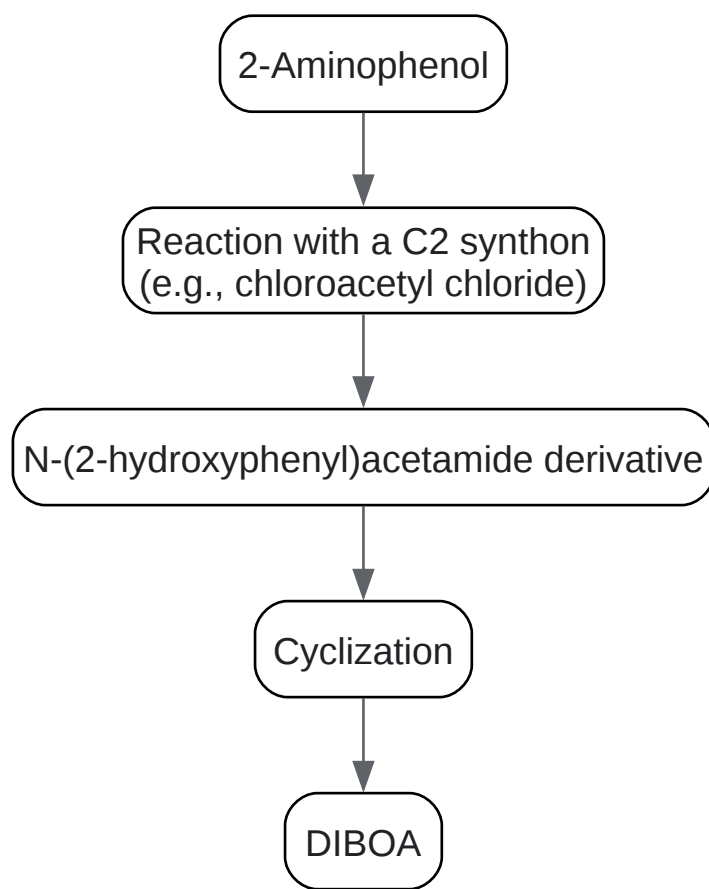 2-Aminophenol
Reaction with a C2 synthon
(e.g., chloroacetyl chloride)
N-(2-hydroxyphenyl)acetamide derivative
Cyclization
DIBOA